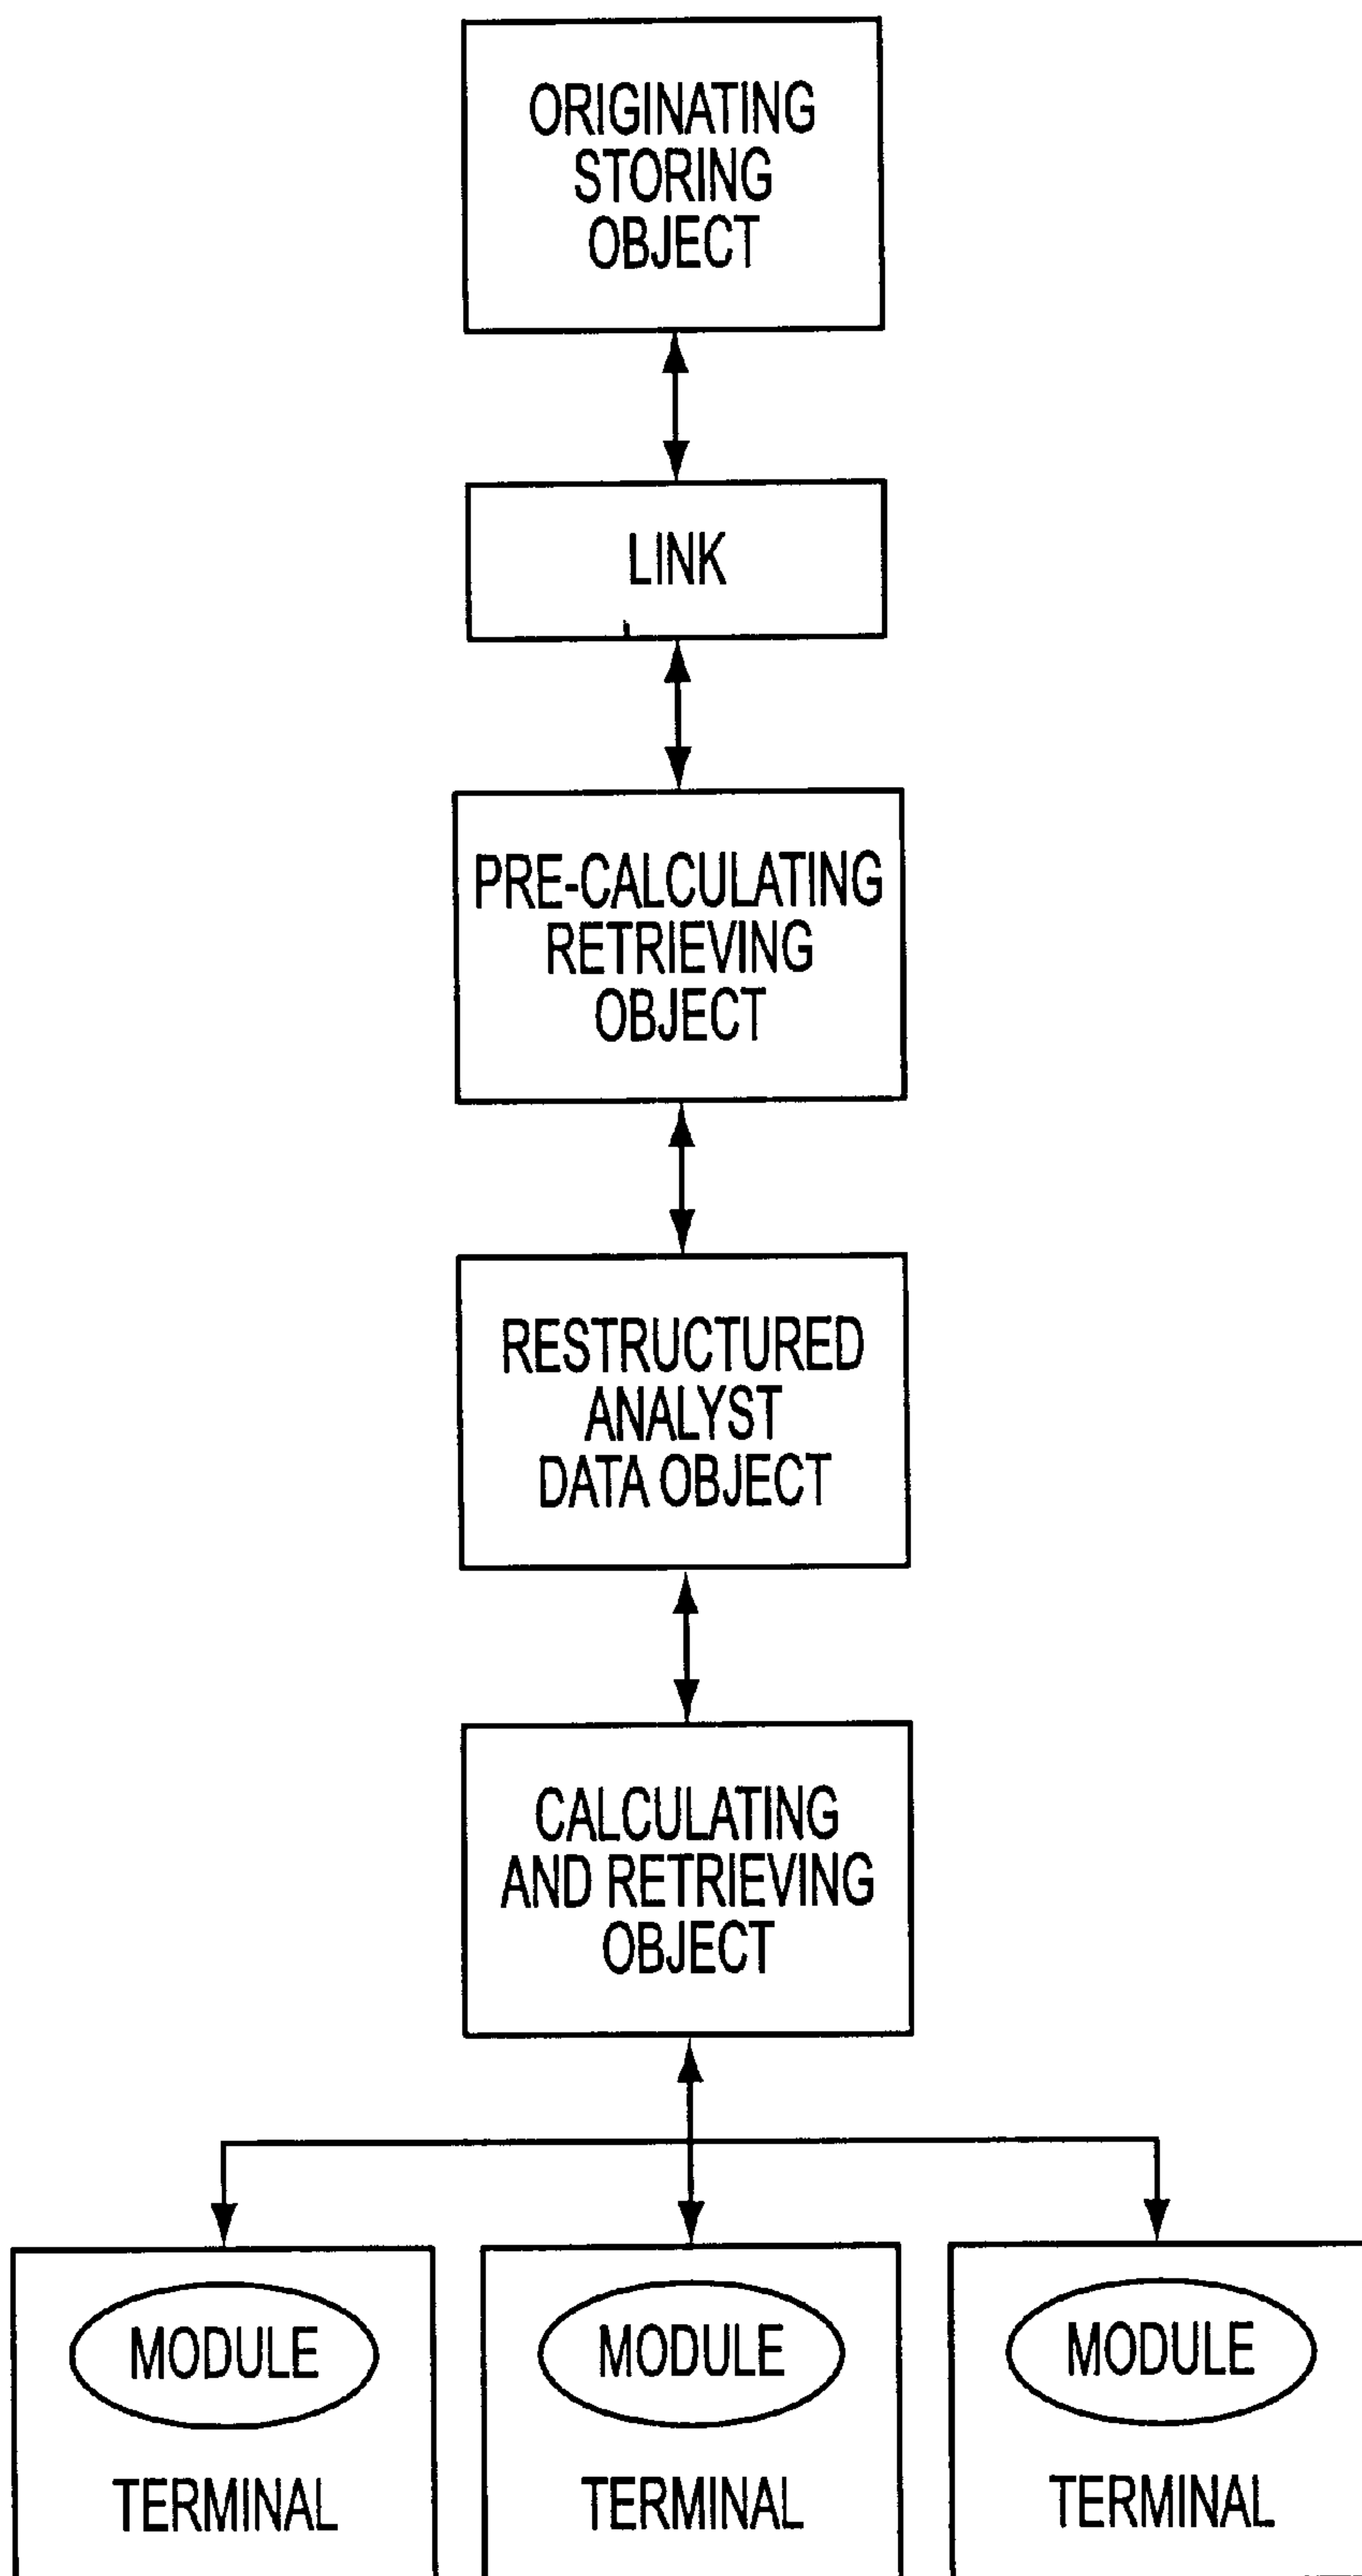 ORIGINATING
STORING
OBJECT
LINK
PRE-CALCULATING
RETRIEVING
OBJECT
RESTRUCTURED
ANALYST
DATA OBJECT
CALCULATING
AND RETRIEVING
OBJECT
MODULE
TERMINAL
MODULE
TERMINAL
MODULE
TERMINAL